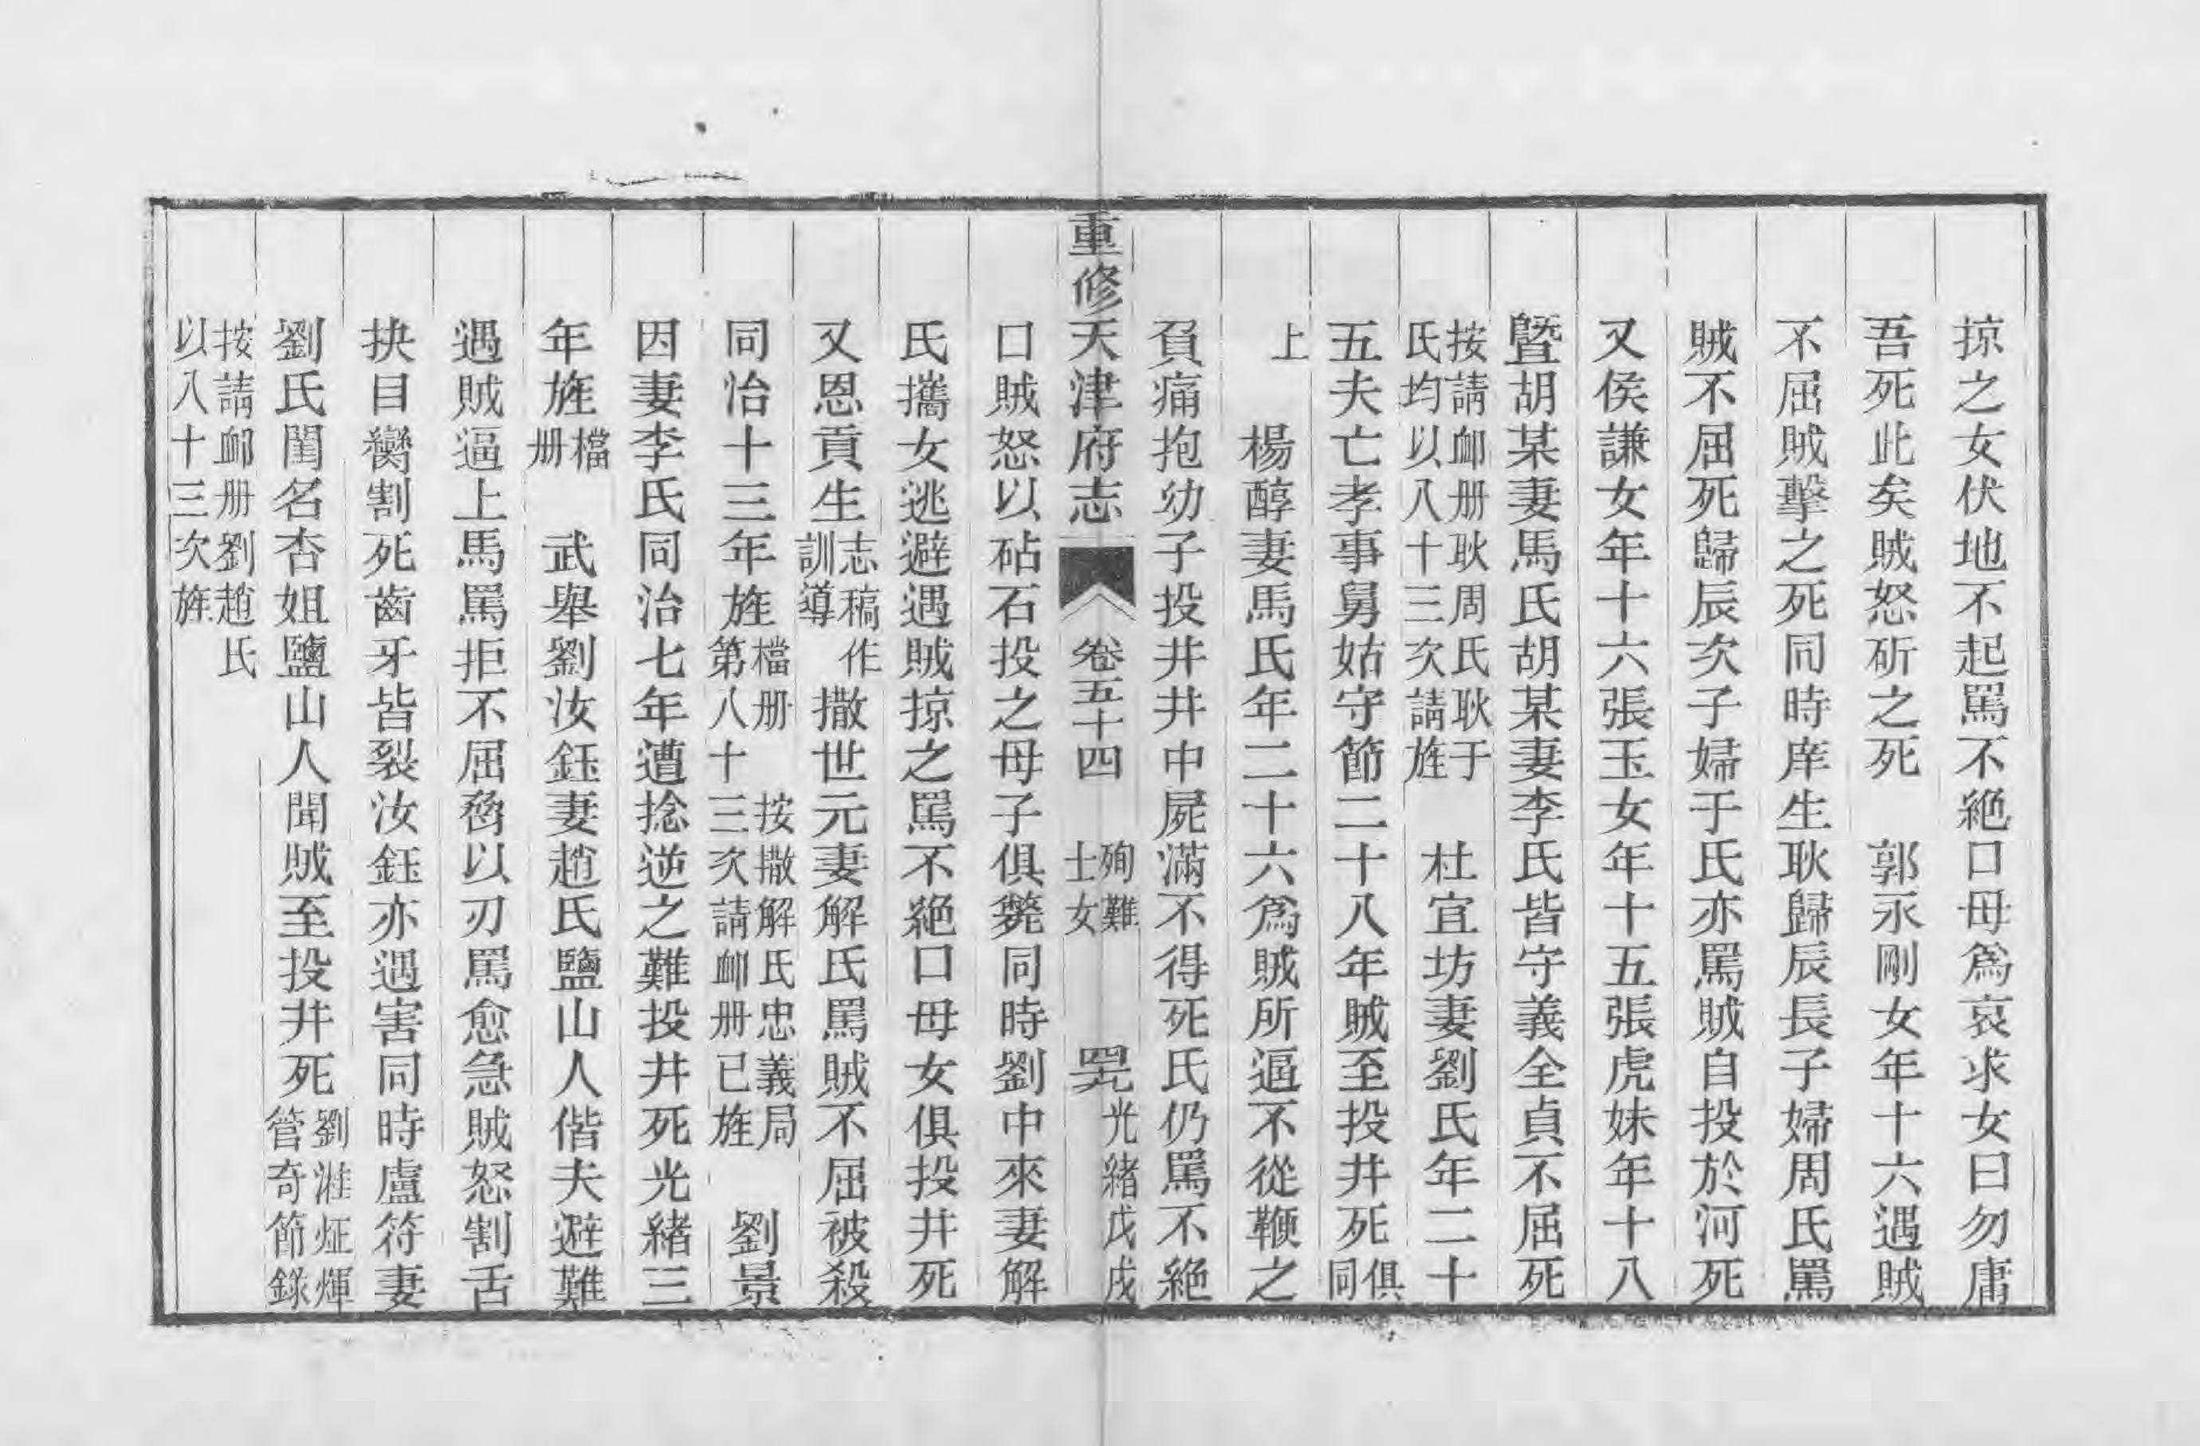 掠之女伏地不起罵不絕口母爲哀求女曰勿庸
吾死此矣賊怒斫之死　郭永剛女年十六遇賊
不屈賊擊之死同時庠生耿歸辰長子婦周氏罵
賊不屈死歸辰次子婦于氏亦罵賊自投於河死
又侯謙女年十六張玉女年十五張虎妹年十八
曁胡某妻馬氏胡某妻李氏皆守義全貞不屈死
按請卹册耿周氏耿于
氏均以八十三次請旌　杜宜坊妻劉氏年二十
五夫亡孝事舅姑守節二十八年賊至投井死俱同
上　楊醇妻馬氏年二十六爲賊所逼不從鞭之
負痛抱幼子投井井中屍滿不得死氏仍罵不絕
重修天津府志　卷五十四　殉難士女　四九　光緒戊戌
口賊怒以砧石投之母子俱斃同時劉中來妻解
氏攜女逃避遇賊掠之罵不絕口母女俱投井死
又恩貢生志稿作訓導撒世元妻解氏罵賊不屈被殺
同治十三年旌檔册第八十　按撒解氏忠義局三次請卹册已旌　劉景
因妻李氏同治七年遭捻逆之難投井死光緒三
年旌檔册　武舉劉汝鈺妻趙氏鹽山人偕夫避難
遇賊逼上馬罵拒不屈脅以刃罵愈急賊怒割舌
抉目臠割死齒牙皆裂汝鈺亦遇害同時盧符妻
劉氏閨名杏姐鹽山人聞賊至投井死劉溎烶煇管奇節錄
按請卹册劉趙氏
以八十三次旌